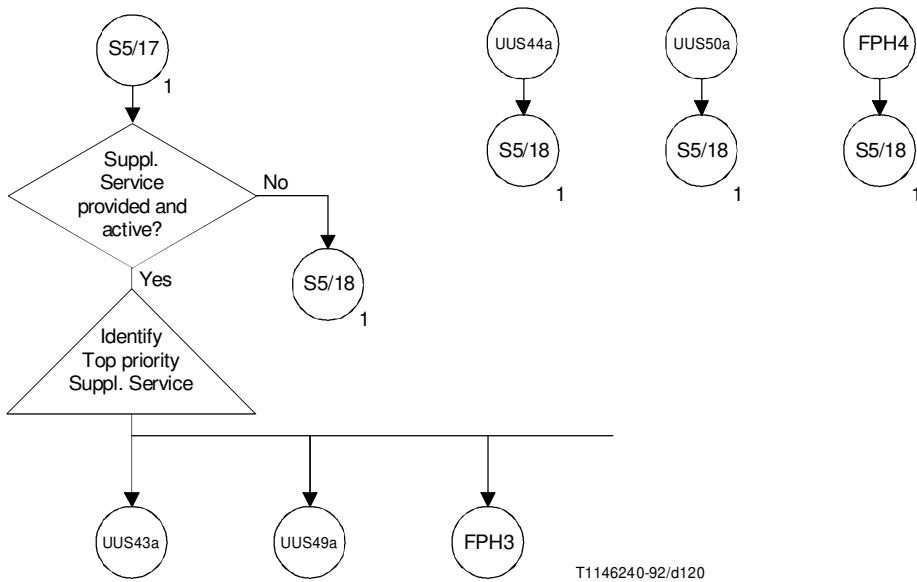 S5/17
1
Suppl.
Service
provided and
active?
No
S5/18
1
Yes
Identify
Top priority
Suppl. Service
UUS43a
UUS49a
FPH3
UUS44a
S5/18
1
UUS50a
S5/18
1
FPH4
S5/18
1
T1146240-92/d120